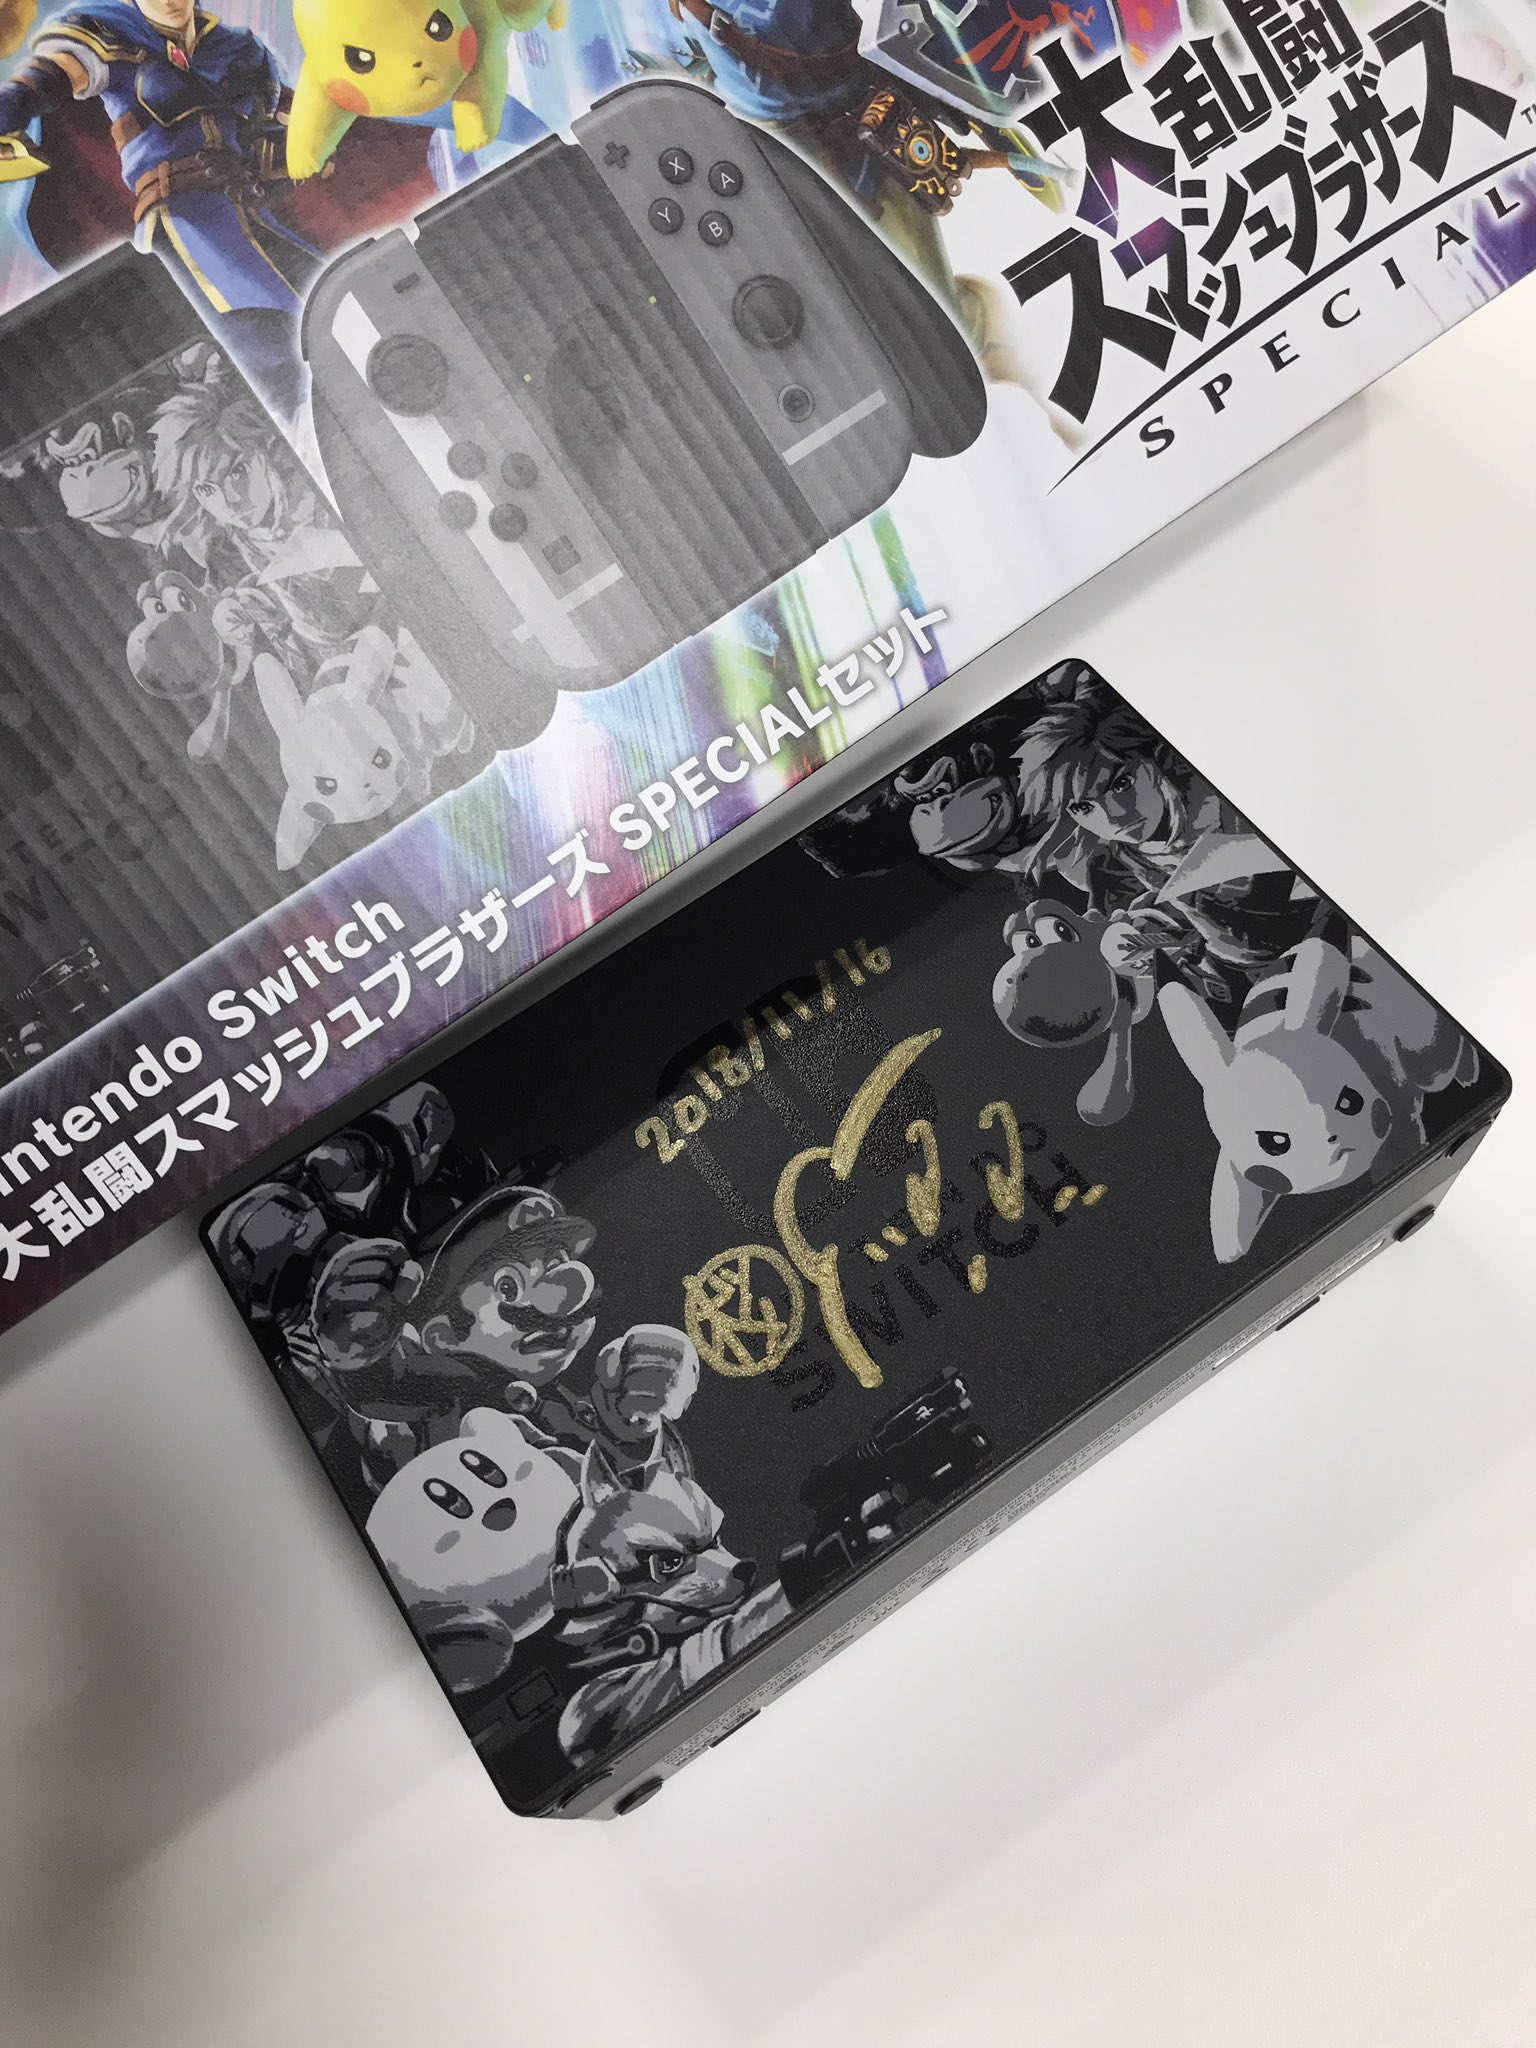 大乱闘
スマッシュブラザーズ
TM
SPECIAL
X
A
Y
B
Nintendo Switch
大乱闘スマッシュブラザーズ SPECIALセット
2018/11/16
SWITCH